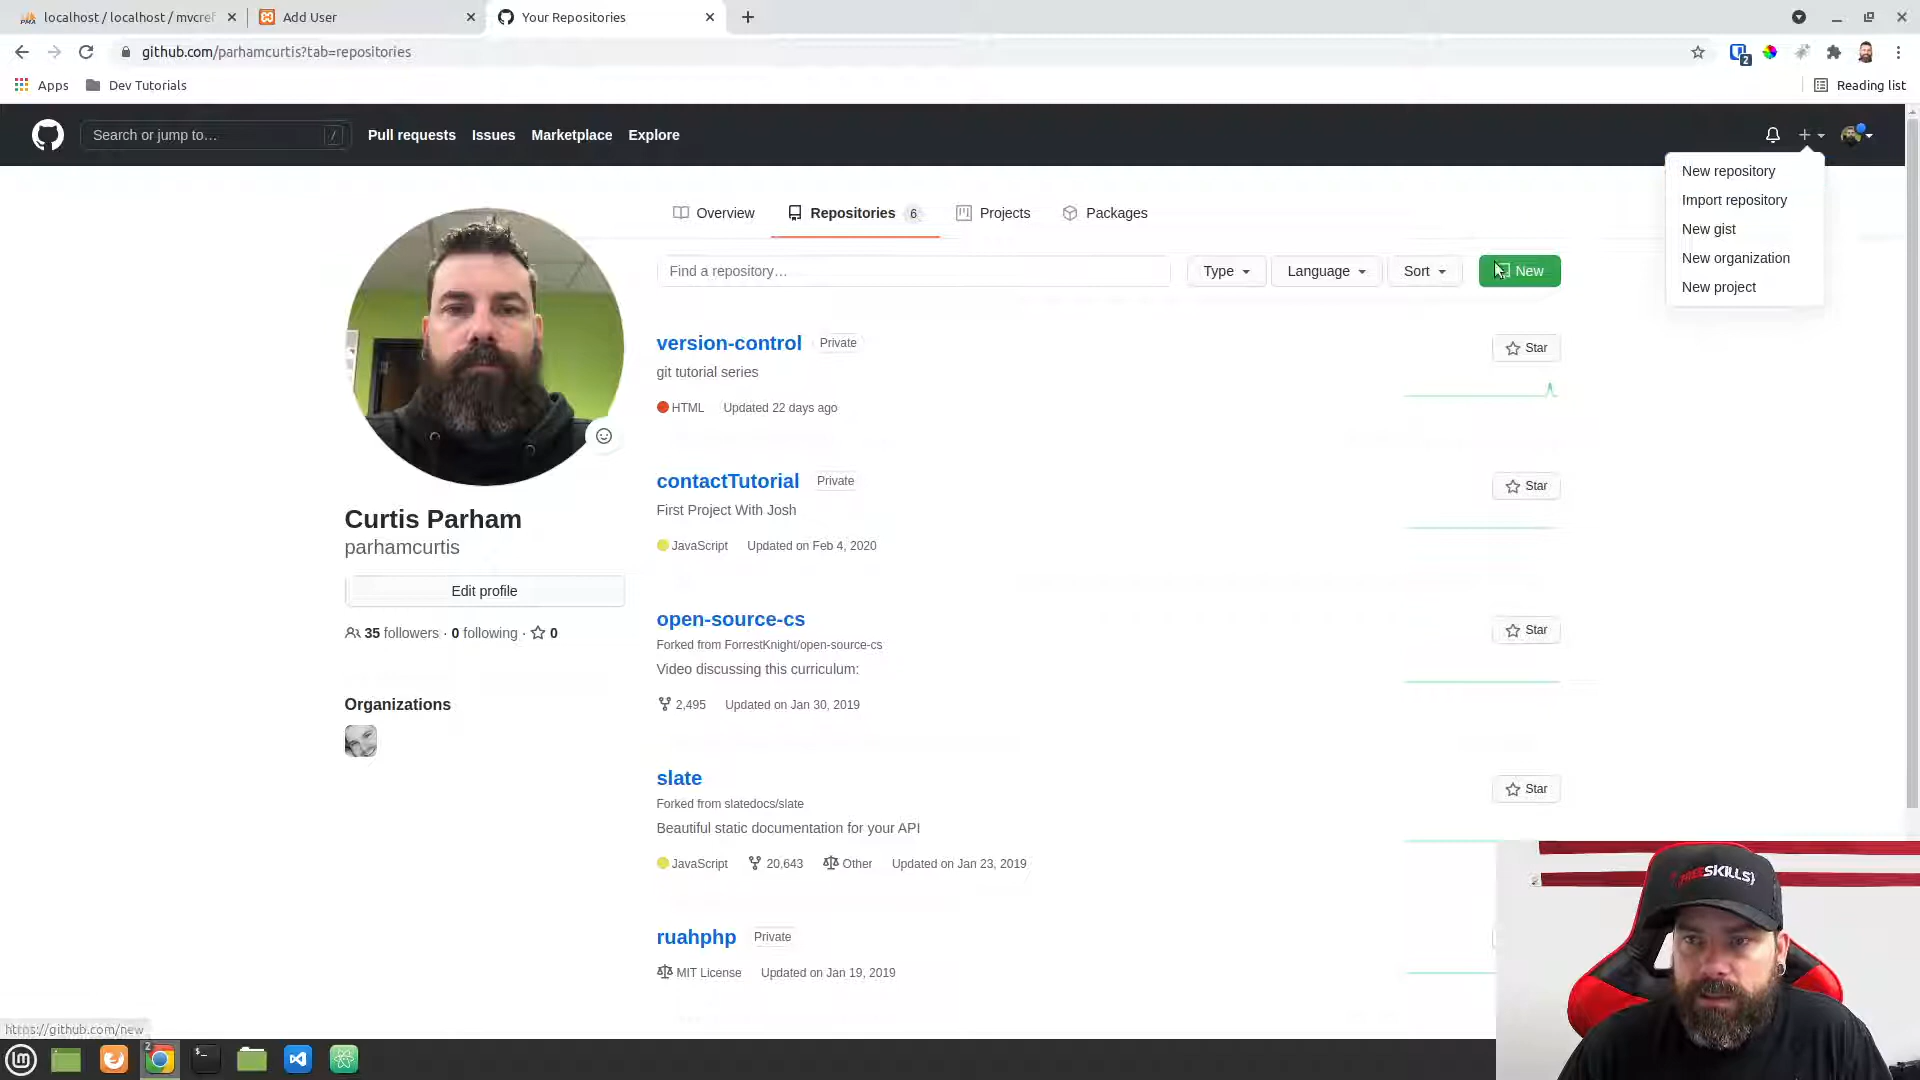 localhost / localhost / mvcref
Add User
Your Repositories
github.com/parhamcurtis?tab=repositories
2
Apps
Dev Tutorials
Reading list
Search or jump to…
/
Pull requests
Issues
Marketplace
Explore
New repository
Import repository
New gist
New organization
New project
Overview
Repositories 6
Projects
Packages
Find a repository…
Type
Language
Sort
New
version-control Private
Star
git tutorial series
HTML Updated 22 days ago
contactTutorial Private
Star
First Project With Josh
JavaScript Updated on Feb 4, 2020
Curtis Parham
parhamcurtis
Edit profile
35 followers · 0 following · 0
Organizations
open-source-cs
Star
Forked from ForrestKnight/open-source-cs
Video discussing this curriculum:
2,495 Updated on Jan 30, 2019
slate
Star
Forked from slatedocs/slate
Beautiful static documentation for your API
JavaScript 20,643 Other Updated on Jan 23, 2019
ruahphp Private
MIT License Updated on Jan 19, 2019
FREESKILLS}
https://github.com/new
2